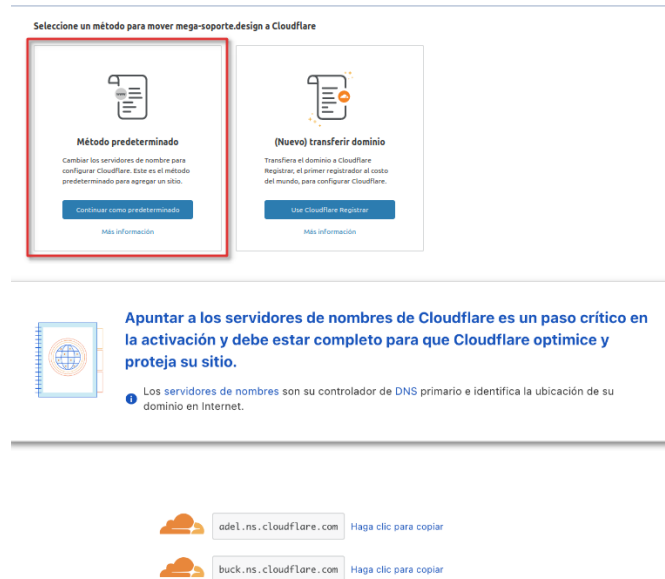 Seleccione un método para mover mega-soporte.design a Cloudflare
Método predeterminado
Cambiar los servidores de nombre para
configurar Cloudflare. Este es el método
predeterminado para agregar un sitio.
Continuar como predeterminado
Más información
(Nuevo) transferir dominio
Transfiera el dominio a Cloudflare
Registrar, el primer registrador al costo
del mundo, para configurar Cloudflare.
Use Cloudflare Registrar
Más información
Apuntar a los servidores de nombres de Cloudflare es un paso crítico en
la activación y debe estar completo para que Cloudflare optimice y
proteja su sitio.
Los servidores de nombres son su controlador de DNS primario e identifica la ubicación de su
dominio en Internet.
adel.ns.cloudflare.com Haga clic para copiar
buck.ns.cloudflare.com Haga clic para copiar